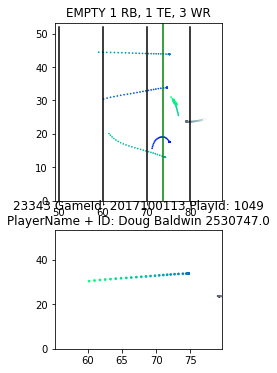 EMPTY 1 RB, 1 TE, 3 WR
50
40
30
20
10
0
50 60 70 80
23343 GameId: 2017100113 PlayId: 1049
PlayerName + ID: Doug Baldwin 2530747.0
40
20
0
60 65 70 75